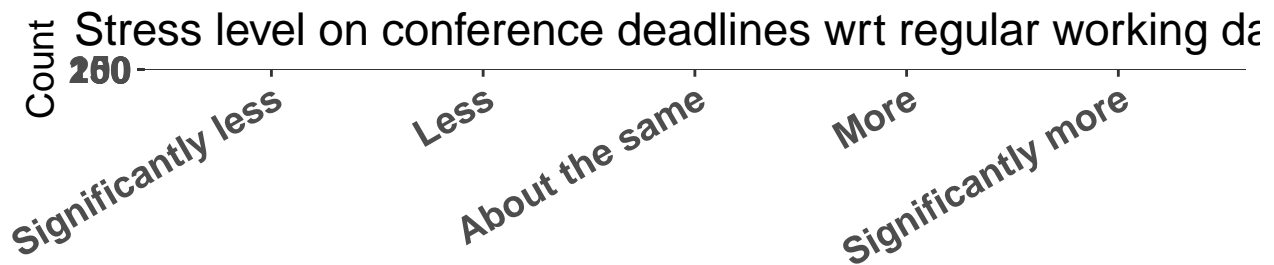 Stress level on conference deadlines wrt regular working da
Count
Significantly less
Less
About the same
More
Significantly more